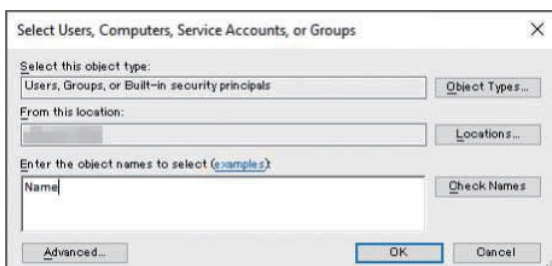 Select Users, Computers, Service Accounts, or Groups
Select this object type:
Users, Groups, or Built-in security principals
Object Types...
From this location:
Locations...
Enter the object names to select (examples):
Name
Check Names
Advanced...
OK
Cancel